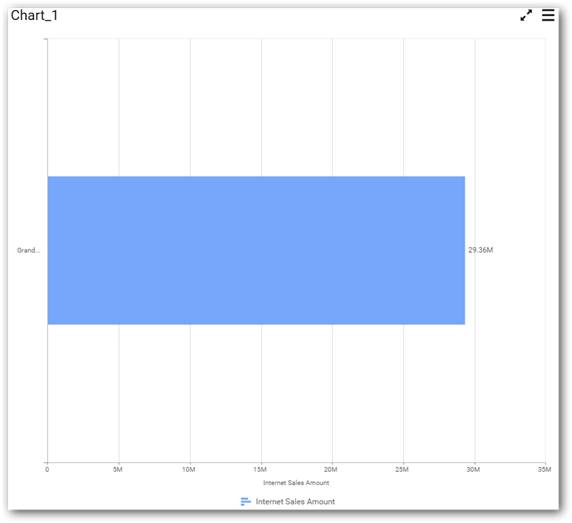 Chart_1
Grand...
29.36M
0 5M 10M 15M 20M 25M 30M 35M
Internet Sales Amount
Internet Sales Amount